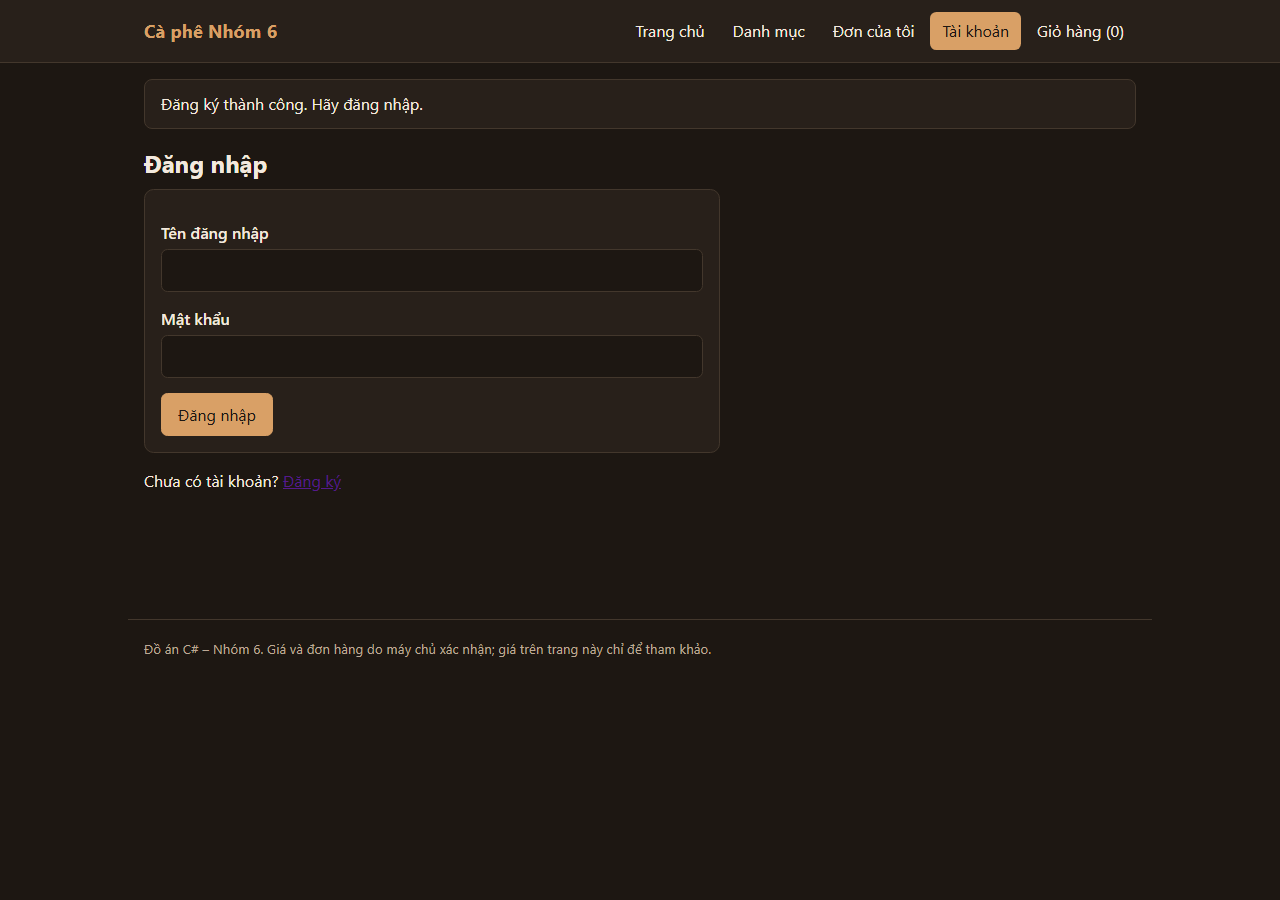 Cà phê Nhóm 6
Trang chủ Danh mục Đơn của tôi Tài khoản Giỏ hàng (0)
Đăng ký thành công. Hãy đăng nhập.
Đăng nhập
Tên đăng nhập
Mật khẩu
Đăng nhập
Chưa có tài khoản? Đăng ký
Đồ án C# – Nhóm 6. Giá và đơn hàng do máy chủ xác nhận; giá trên trang này chỉ để tham khảo.